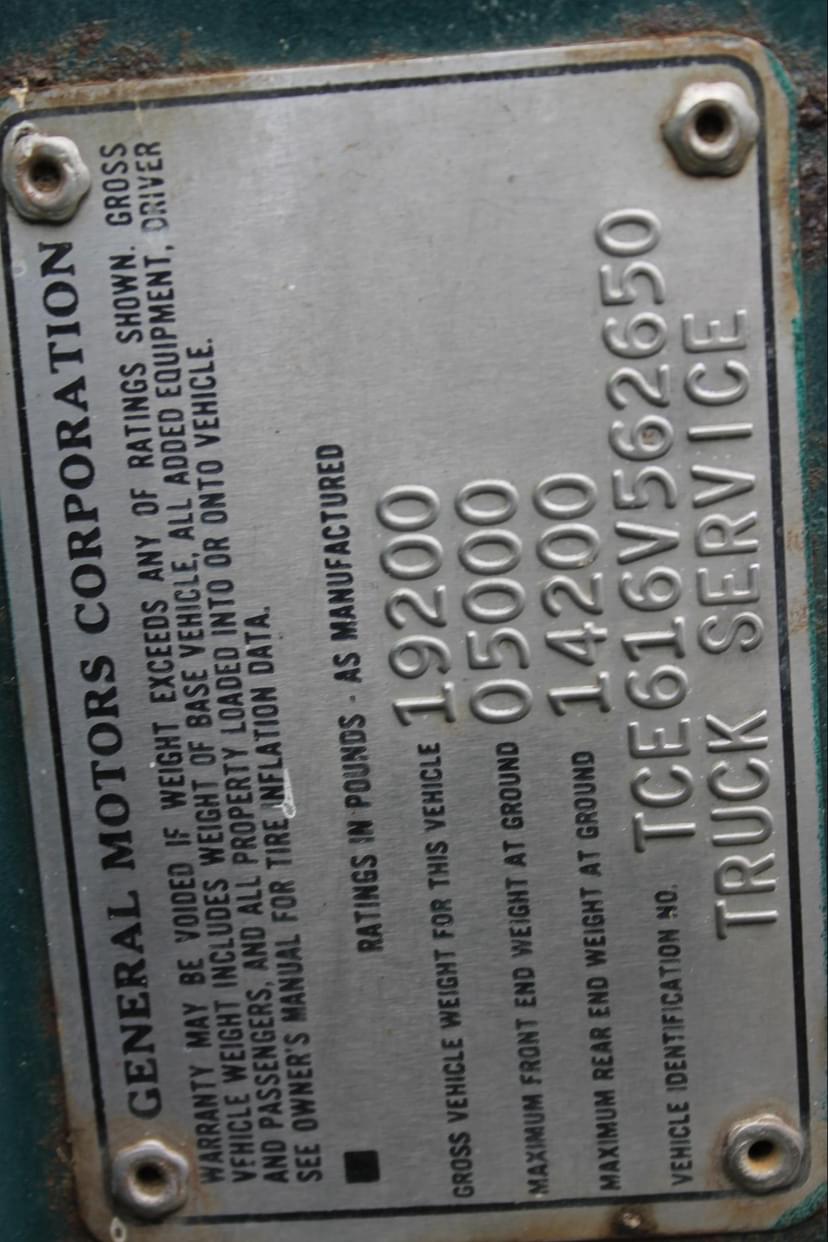 GENERAL MOTORS CORPORATION
WARRANTY MAY BE VOIDED IF WEIGHT EXCEEDS ANY OF RATINGS SHOWN. GROSS
VEHICLE WEIGHT INCLUDES WEIGHT OF BASE VEHICLE, ALL ADDED EQUIPMENT, DRIVER
AND PASSENGERS, AND ALL PROPERTY LOADED INTO OR ONTO VEHICLE.
SEE OWNER'S MANUAL FOR TIRE INFLATION DATA.
RATINGS IN POUNDS - AS MANUFACTURED
GROSS VEHICLE WEIGHT FOR THIS VEHICLE 19200
MAXIMUM FRONT END WEIGHT AT GROUND 05000
MAXIMUM REAR END WEIGHT AT GROUND 14200
VEHICLE IDENTIFICATION NO. TCE616V562650
TRUCK SERVICE